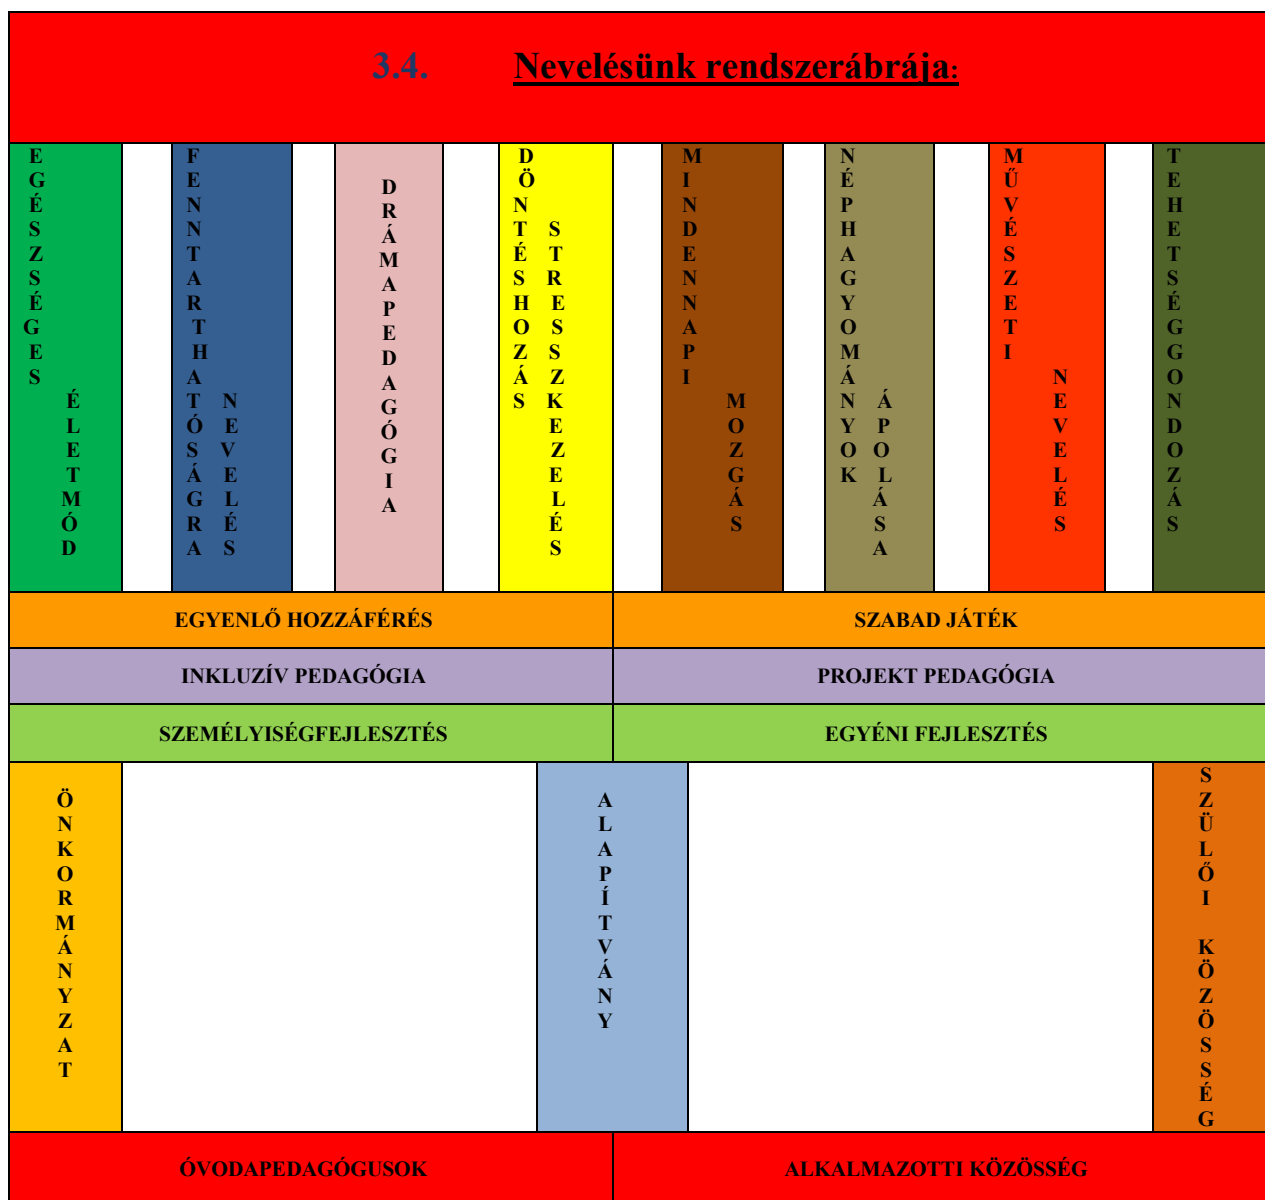 3.4. Nevelésünk rendszerábrája:
EGÉSZSÉGES
ÉLETMÓD
FENNTARTHATÓSÁGRA
NEVELÉS
DRÁMAPEDAGÓGIA
DÖNTÉSHOZÁS
STRESSZKEZELÉS
MINDENNAPI
MOZGÁS
NÉPHAGYOMÁNYOK
ÁPOLÁSA
MŰVÉSZETI
NEVELÉS
TEHETSÉGGONDOZÁS
EGYENLŐ HOZZÁFÉRÉS
SZABAD JÁTÉK
INKLUZÍV PEDAGÓGIA
PROJEKT PEDAGÓGIA
SZEMÉLYISÉGFEJLESZTÉS
EGYÉNI FEJLESZTÉS
ÖNKORMÁNYZAT
ALAPÍTVÁNY
SZÜLŐI KÖZÖSSÉG
ÓVODAPEDAGÓGUSOK
ALKALMAZOTTI KÖZÖSSÉG